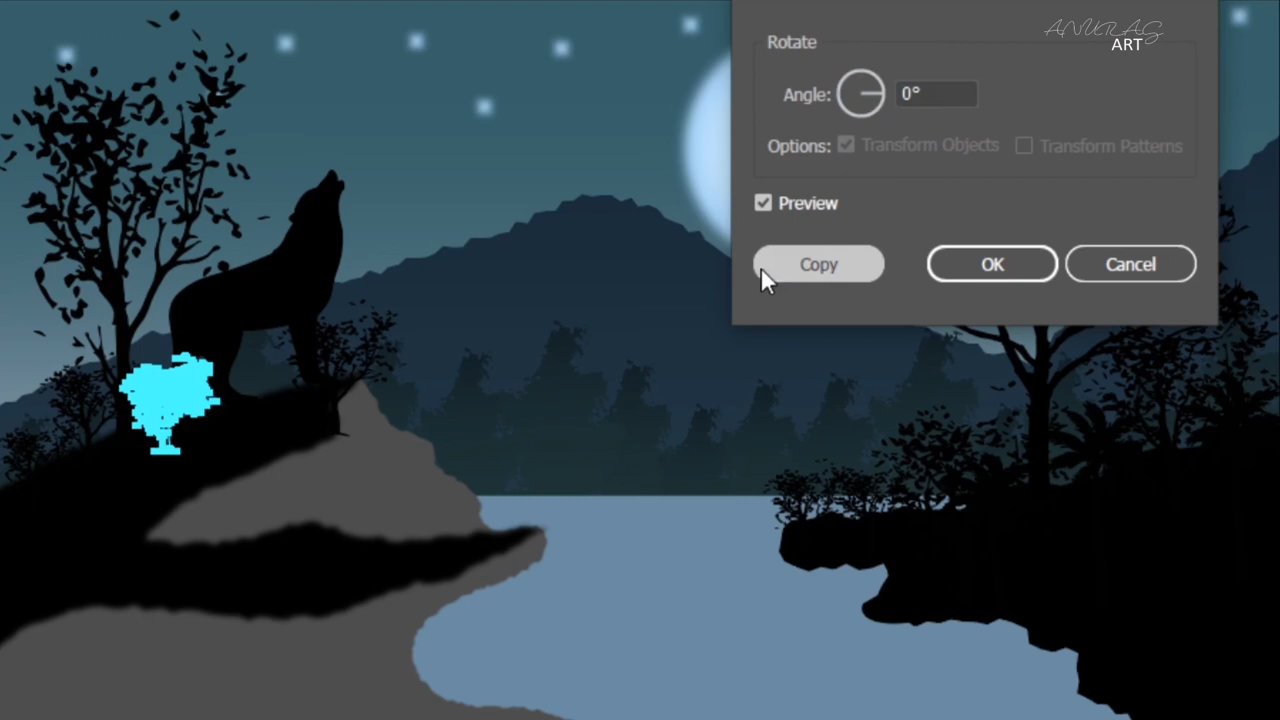 ANURAG
ART
Rotate
Angle: 0°
Options: Transform Objects Transform Patterns
Preview
Copy OK Cancel